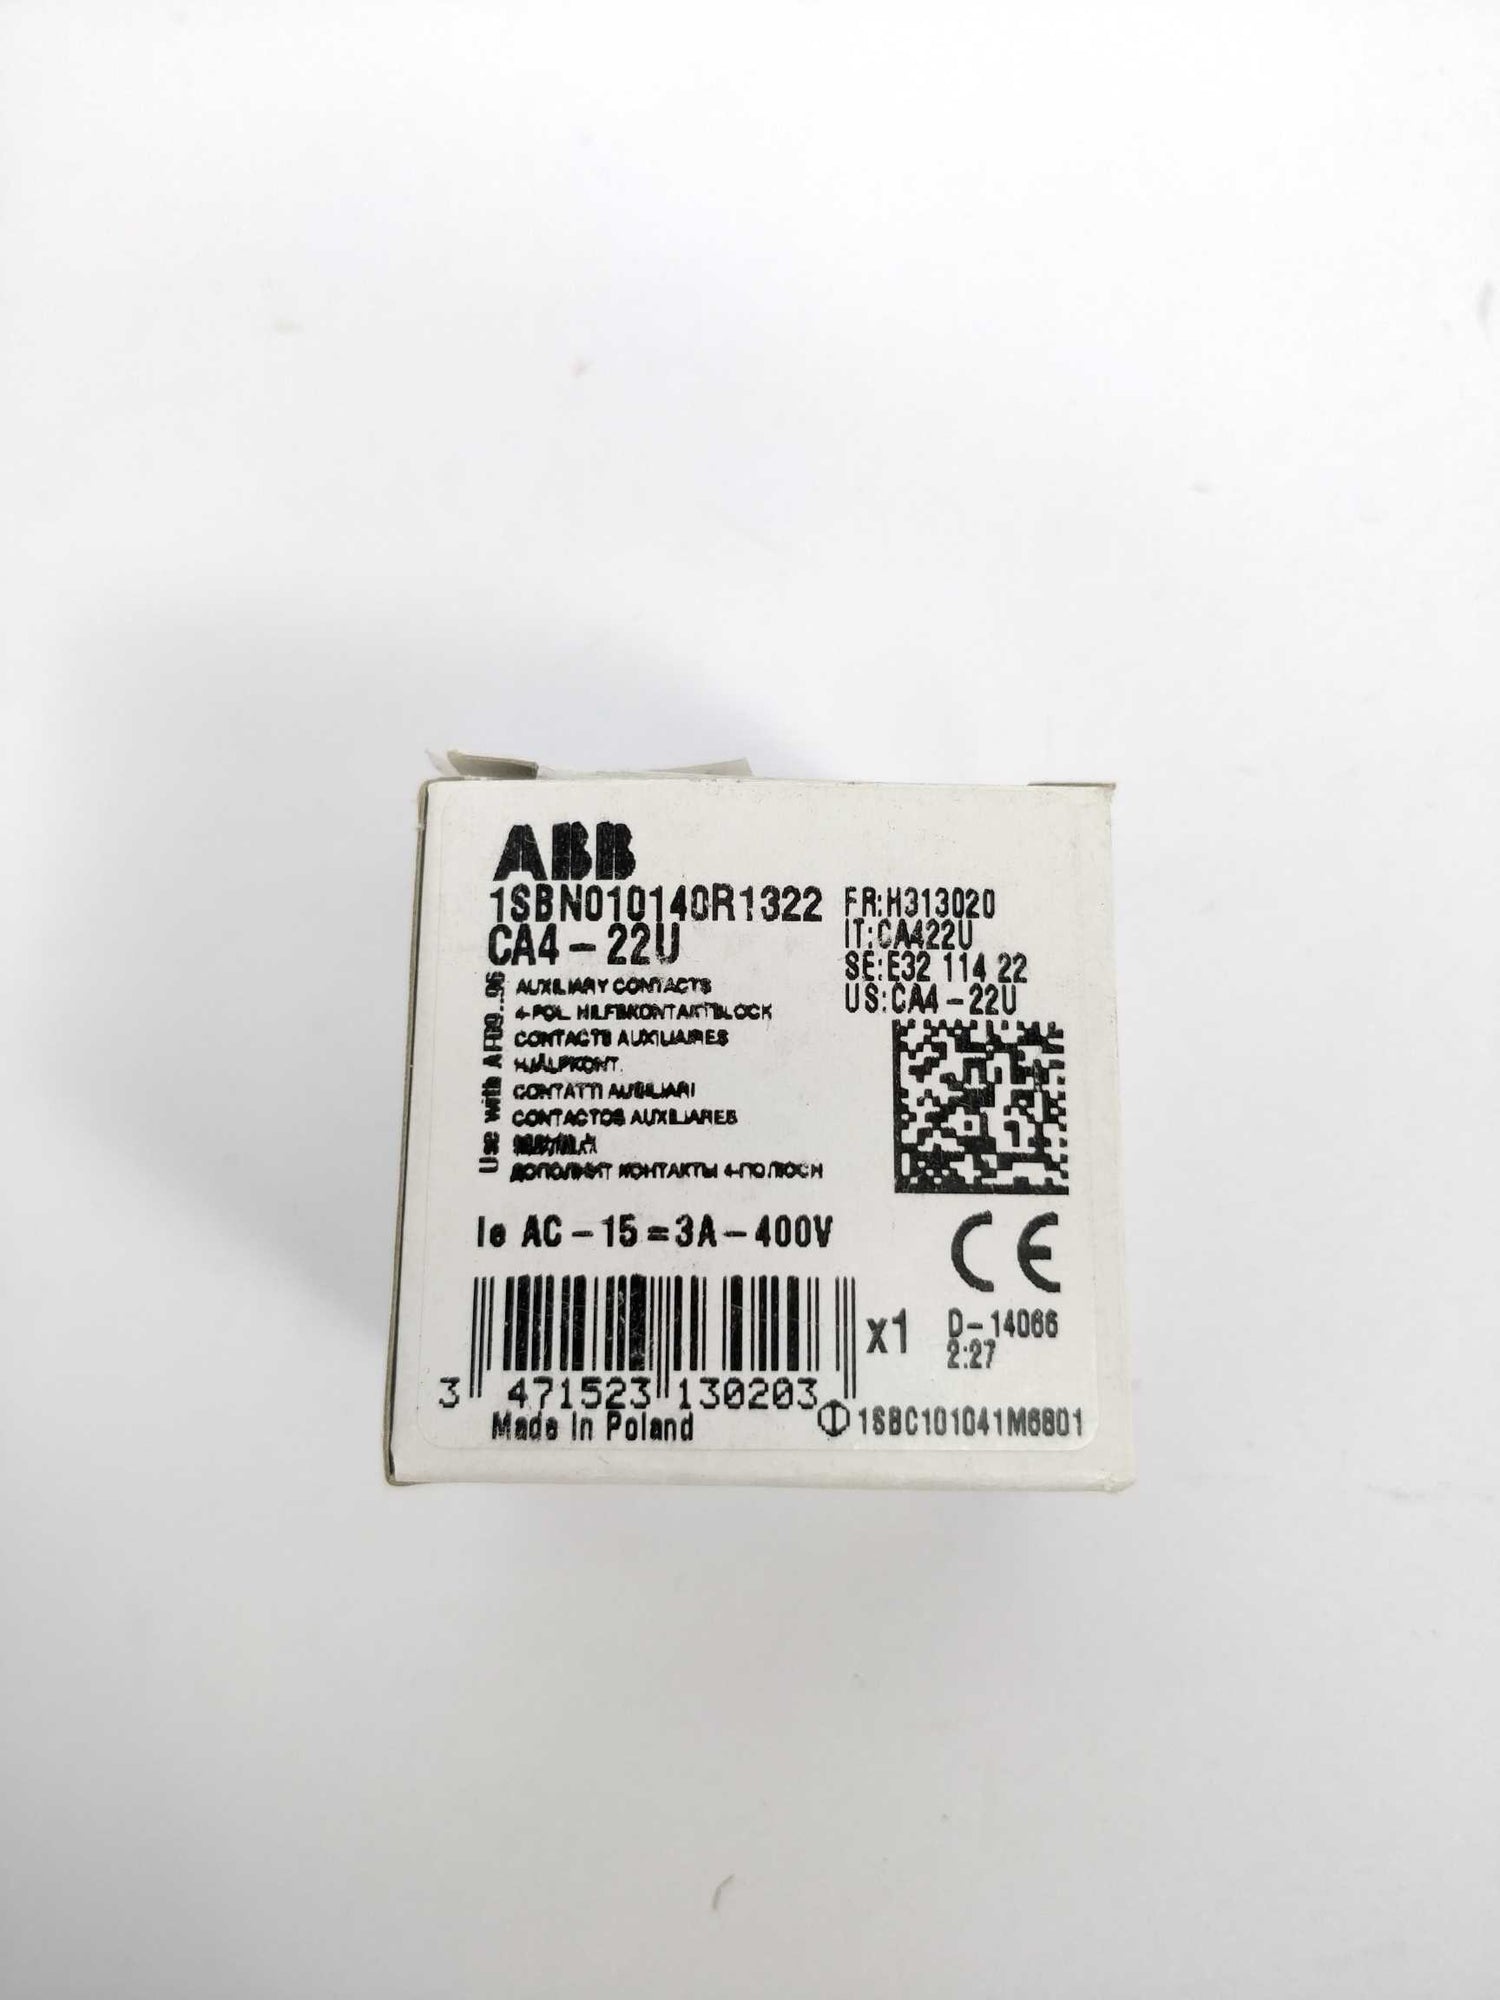 ABB
1SBN010140R1322
CA4-22U
FR:H313020
IT:CA422U
SE:E32 114 22
US:CA4-22U
Use with AF09..96
AUXILIARY CONTACTS
4-POL. HILFSKONTAKTBLOCK
CONTACTS AUXILIAIRES
HJÄLPKONT.
CONTATTI AUSILIARI
CONTACTOS AUXILIARES
ДОПОЛНИТ КОНТАКТЫ 4-ПОЛЮСН
Ie AC-15=3A-400V
CE
x1
D-14066
2:27
3 471523 130203
Made in Poland
1SBC101041M6801